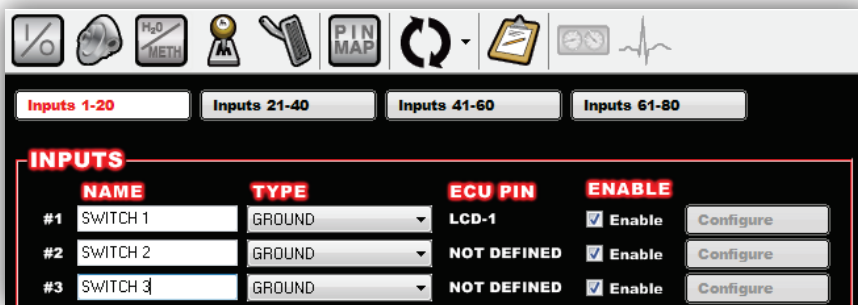 I/O H₂0/METH PIN MAP
Inputs 1-20 Inputs 21-40 Inputs 41-60 Inputs 61-80
INPUTS
NAME TYPE ECU PIN ENABLE
#1 SWITCH 1 GROUND LCD-1 Enable Configure
#2 SWITCH 2 GROUND NOT DEFINED Enable Configure
#3 SWITCH 3 GROUND NOT DEFINED Enable Configure